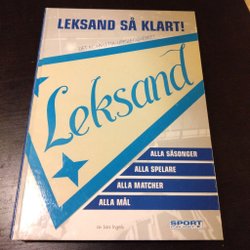 LEKSAND SÅ KLART!
Leksand
ALLA SÄSONGER
ALLA SPELARE
ALLA MATCHER
ALLA MÅL
SPORT